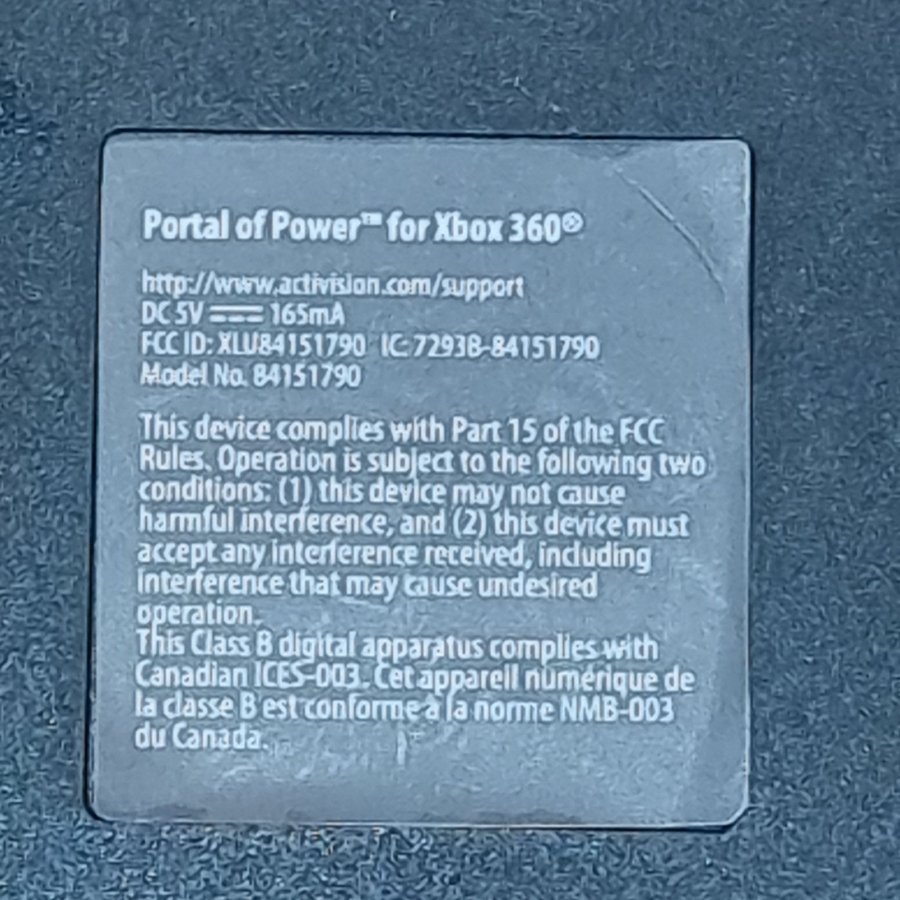 Portal of Power™ for Xbox 360®
http://www.activision.com/support
DC 5V ⎓ 165mA
FCC ID: XLU84151790 IC: 7293B-84151790
Model No. 84151790
This device complies with Part 15 of the FCC
Rules. Operation is subject to the following two
conditions: (1) this device may not cause
harmful interference, and (2) this device must
accept any interference received, including
interference that may cause undesired
operation.
This Class B digital apparatus complies with
Canadian ICES-003. Cet appareil numérique de
la classe B est conforme à la norme NMB-003
du Canada.